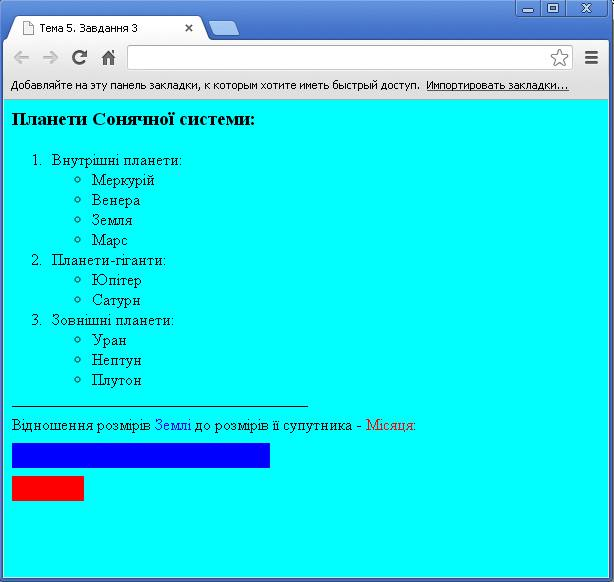 Тема 5. Завдання 3
Добавляйте на эту панель закладки, к которым хотите иметь быстрый доступ. Импортировать закладки...
Планети Сонячної системи:
1. Внутрішні планети:
Меркурій
Венера
Земля
Марс
2. Планети-гіганти:
Юпітер
Сатурн
3. Зовнішні планети:
Уран
Нептун
Плутон
Відношення розмірів Землі до розмірів її супутника - Місяця: